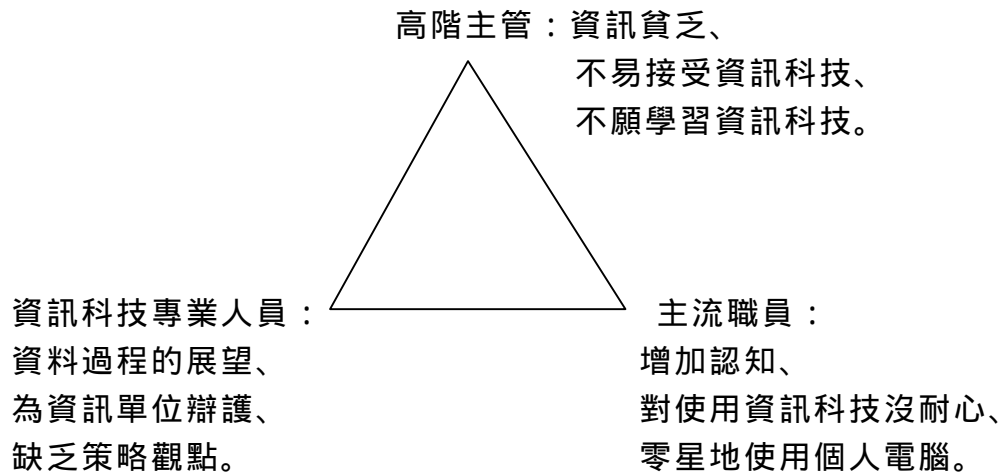 高階主管：資訊貧乏、
不易接受資訊科技、
不願學習資訊科技。
資訊科技專業人員：
資料過程的展望、
為資訊單位辯護、
缺乏策略觀點。
主流職員：
增加認知、
對使用資訊科技沒耐心、
零星地使用個人電腦。